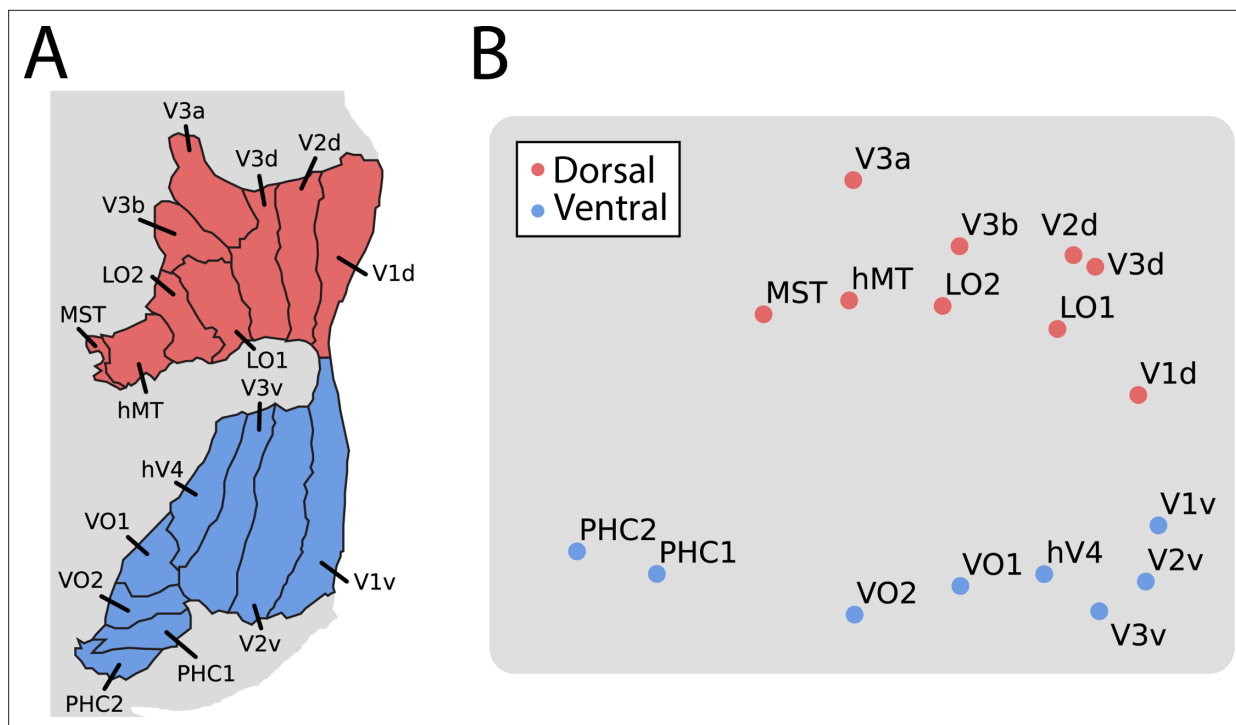 A
V3a
V3d
V2d
V3b
LO2
V1d
MST
LO1
hMT
V3v
hV4
VO1
VO2
V1v
V2v
PHC1
PHC2
B
Dorsal
Ventral
V3a
V3b
V2d
V3d
MST
hMT
LO2
LO1
V1d
V1v
PHC2
PHC1
VO2
VO1
hV4
V2v
V3v